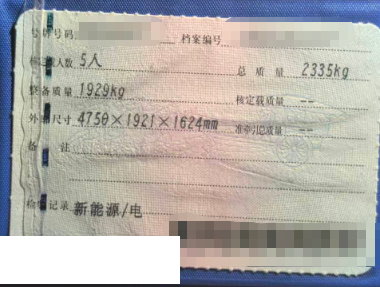 号牌号码 档案编号
核定载人数 5人 总质量 2335kg
整备质量 1929kg 核定载质量 --
外廓尺寸 4750×1921×1624mm 准牵引总质量 --
备注
检验记录 新能源/电